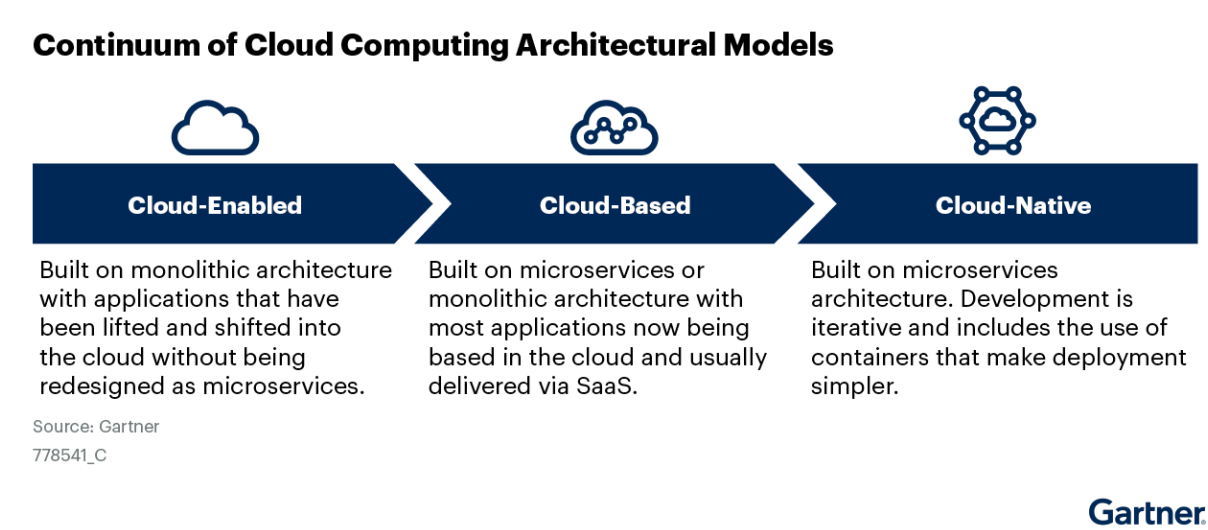 Continuum of Cloud Computing Architectural Models
Cloud-Enabled
Built on monolithic architecture
with applications that have
been lifted and shifted into
the cloud without being
redesigned as microservices.
Cloud-Based
Built on microservices or
monolithic architecture with
most applications now being
based in the cloud and usually
delivered via SaaS.
Cloud-Native
Built on microservices
architecture. Development is
iterative and includes the use of
containers that make deployment
simpler.
Source: Gartner
778541_C
Gartner